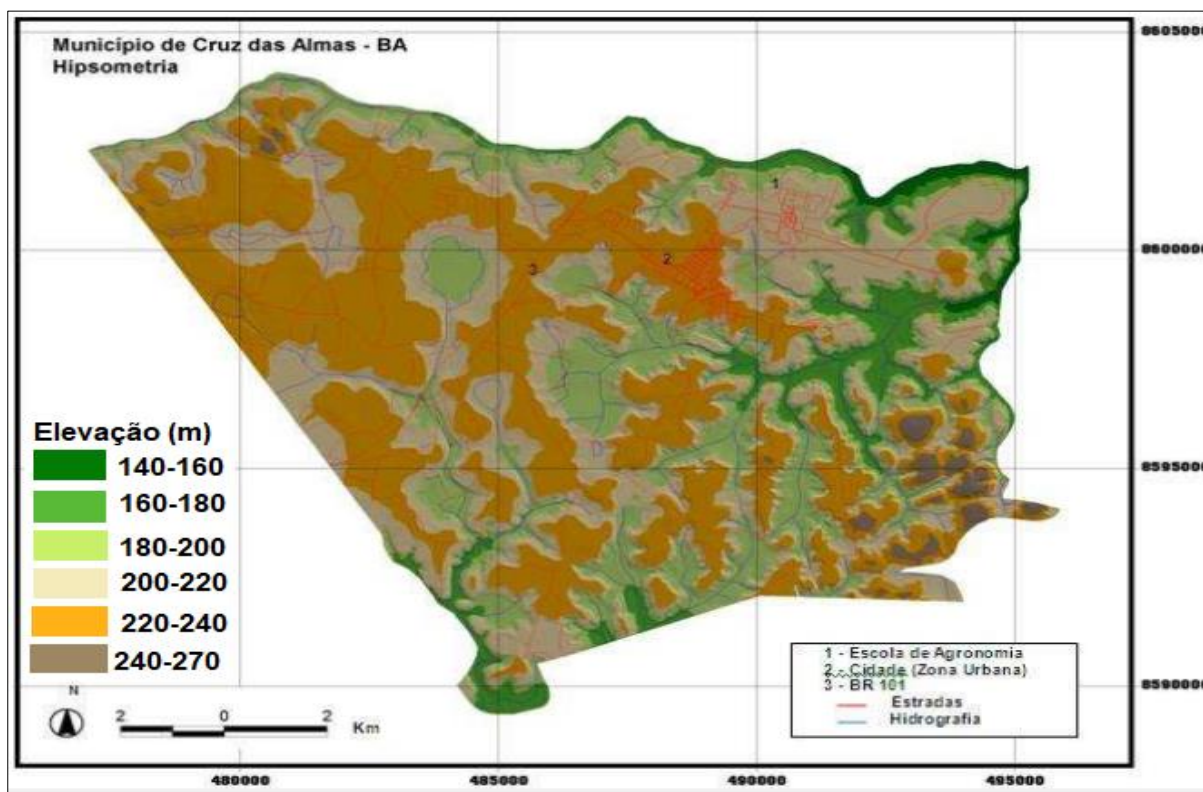 Município de Cruz das Almas - BA
Hipsometria
8605000
8600000
8595000
8590000
1
2
3
Elevação (m)
140-160
160-180
180-200
200-220
220-240
240-270
N
2 0 2
Km
1 - Escola de Agronomia
2 - Cidade (Zona Urbana)
3 - BR 101
Estradas
Hidrografia
480000 485000 490000 495000